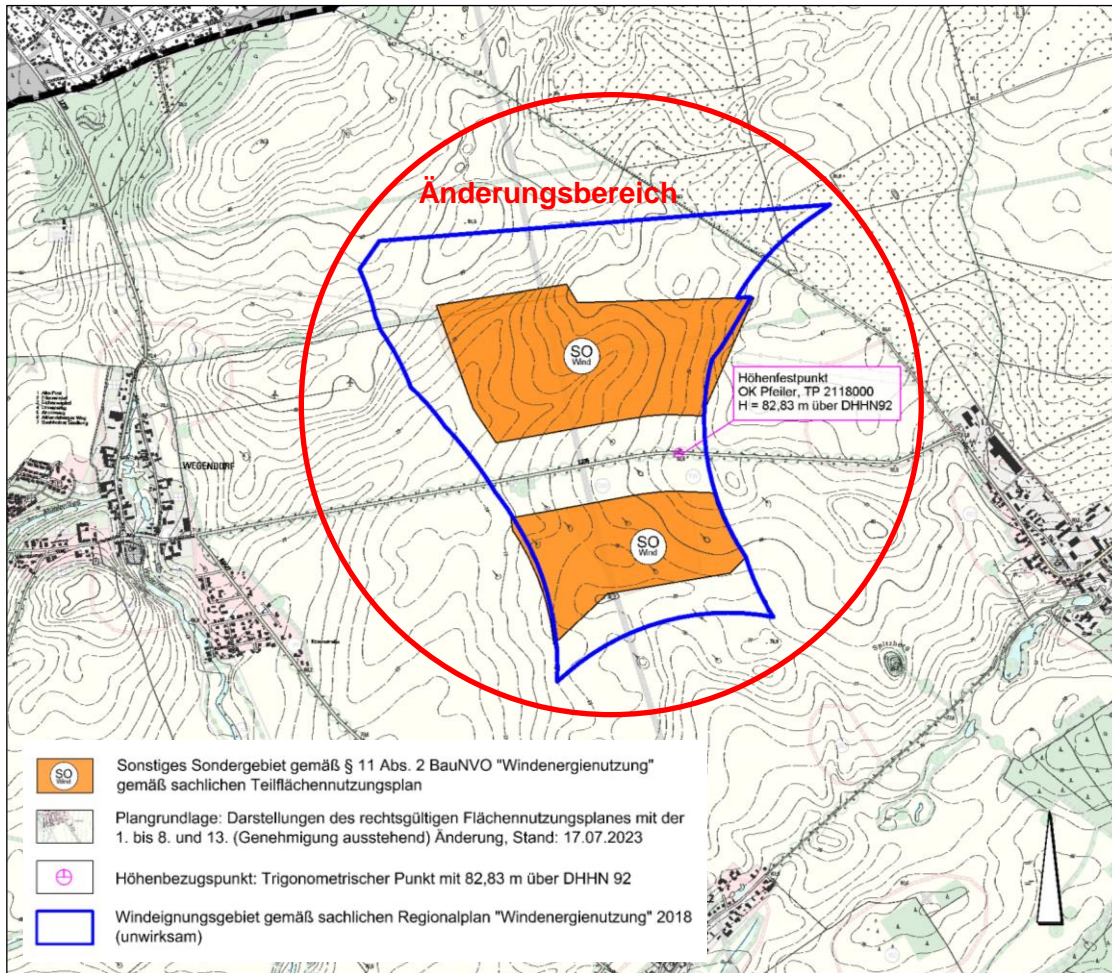 Änderungsbereich
SO
Wind
Höhenfestpunkt
OK Pfeiler, TP 2118000
H = 82,83 m über DHHN92
WEGENDORF
SO
Wind
Spitzberg
SO
Wind
Sonstiges Sondergebiet gemäß § 11 Abs. 2 BauNVO "Windenergienutzung"
gemäß sachlichen Teilflächennutzungsplan
Plangrundlage: Darstellungen des rechtsgültigen Flächennutzungsplanes mit der
1. bis 8. und 13. (Genehmigung ausstehend) Änderung, Stand: 17.07.2023
Höhenbezugspunkt: Trigonometrischer Punkt mit 82,83 m über DHHN 92
Windeignungsgebiet gemäß sachlichen Regionalplan "Windenergienutzung" 2018
(unwirksam)